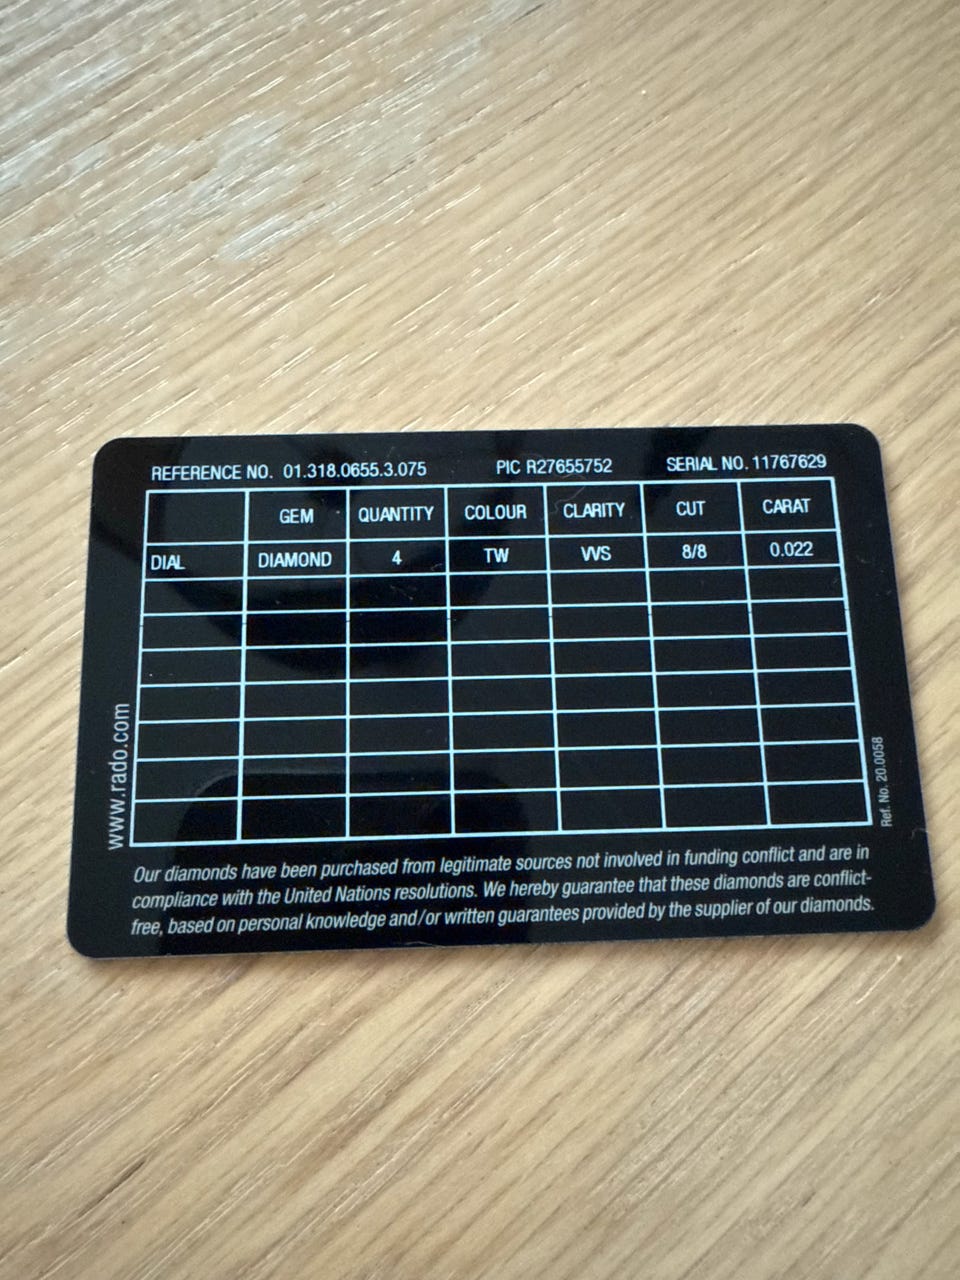 REFERENCE NO. 01.318.0655.3.075 PIC R27655752 SERIAL NO. 11767629
GEM QUANTITY COLOUR CLARITY CUT CARAT
DIAL DIAMOND 4 TW VVS 8/8 0.022
www.rado.com
Ref. No. 20.0058
Our diamonds have been purchased from legitimate sources not involved in funding conflict and are in
compliance with the United Nations resolutions. We hereby guarantee that these diamonds are conflict-
free, based on personal knowledge and/or written guarantees provided by the supplier of our diamonds.